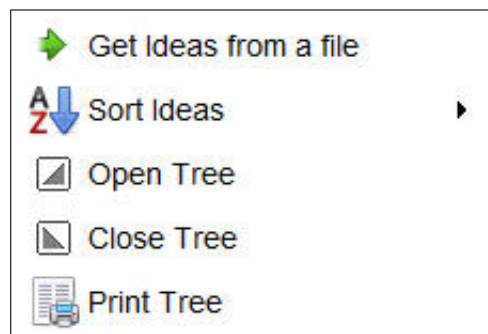 Get Ideas from a file
A
Z
Sort Ideas
Open Tree
Close Tree
Print Tree